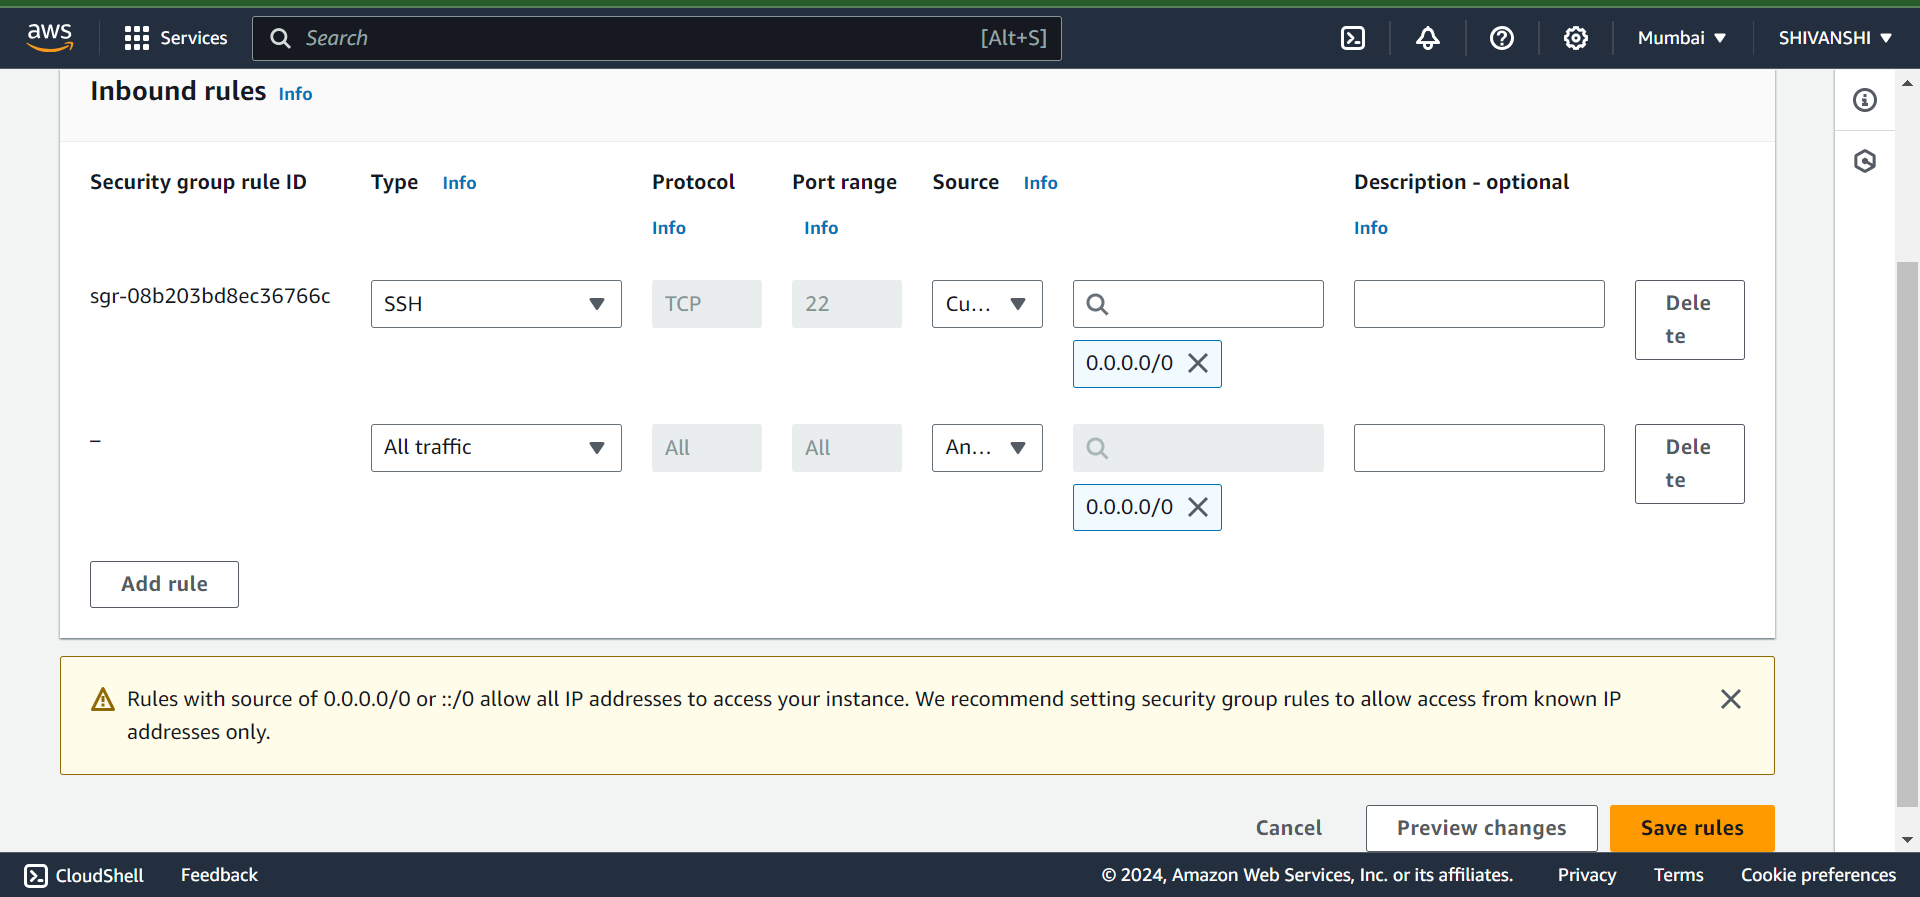 aws Services Search [Alt+S] Mumbai SHIVANSHI
Inbound rules Info
Security group rule ID Type Info Protocol Port range Source Info Description - optional
Info Info Info
sgr-08b203bd8ec36766c SSH TCP 22 Cu... Dele
te
0.0.0.0/0
– All traffic All All An... Dele
te
0.0.0.0/0
Add rule
Rules with source of 0.0.0.0/0 or ::/0 allow all IP addresses to access your instance. We recommend setting security group rules to allow access from known IP
addresses only.
Cancel Preview changes Save rules
CloudShell Feedback © 2024, Amazon Web Services, Inc. or its affiliates. Privacy Terms Cookie preferences